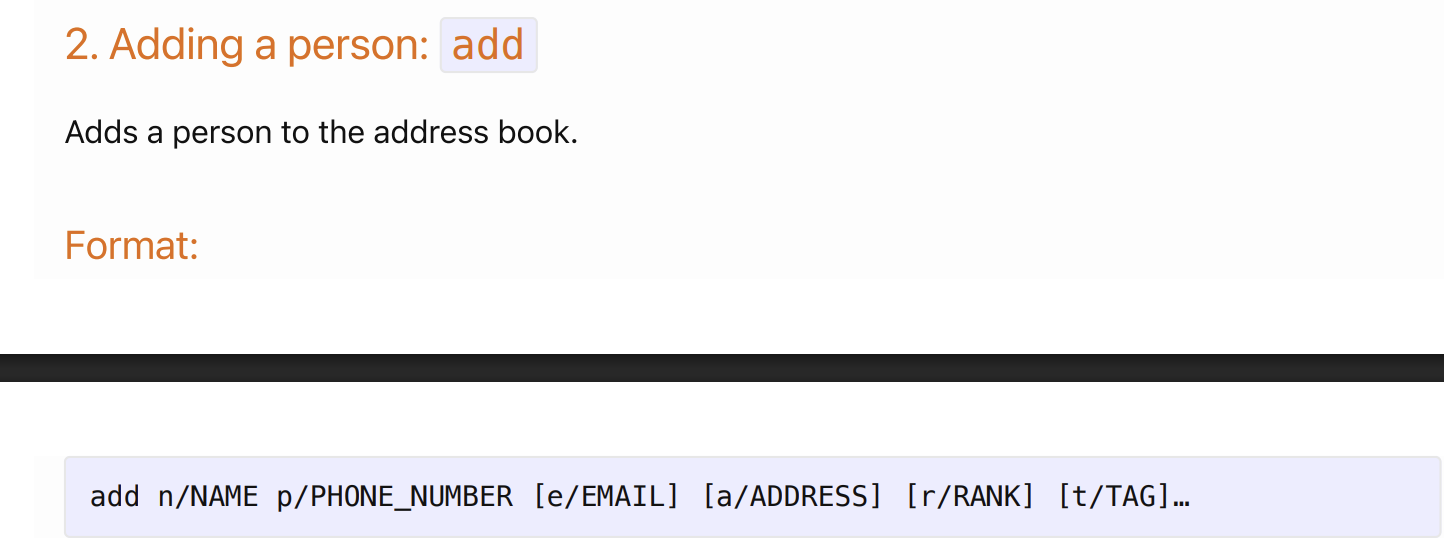 2. Adding a person: add
Adds a person to the address book.
Format:
add n/NAME p/PHONE_NUMBER [e/EMAIL] [a/ADDRESS] [r/RANK] [t/TAG]…